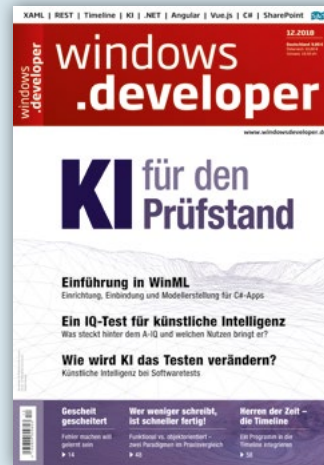 XAML | REST | Timeline | KI | .NET | Angular | Vue.js | C# | SharePoint
windows
.developer
windows
.developer
12.2018
www.windowsdeveloper.de
KI für den
Prüfstand
Einführung in WinML
Einrichtung, Einbindung und Modellerstellung für C#-Apps
Ein IQ-Test für künstliche Intelligenz
Was steckt hinter dem A-IQ und welchen Nutzen bringt er?
Wie wird KI das Testen verändern?
Künstliche Intelligenz bei Softwaretests
Gescheit
gescheitert
Fehler machen will
gelernt sein
▶ 14
Wer weniger schreibt,
ist schneller fertig!
Funktional vs. objektorientiert –
zwei Paradigmen im Praxisvergleich
▶ 40
Herren der Zeit –
die Timeline
Ein Programm in die
Timeline integrieren